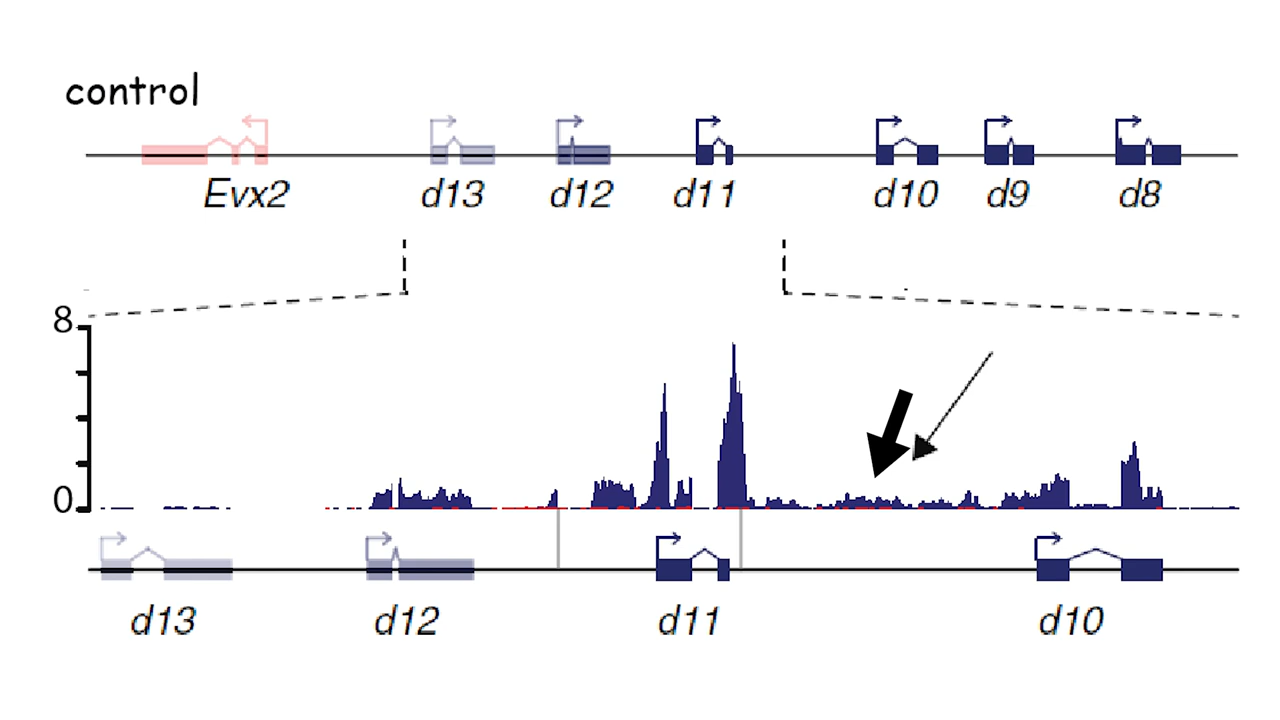 control
Evx2 d13 d12 d11 d10 d9 d8
8
0
d13 d12 d11 d10